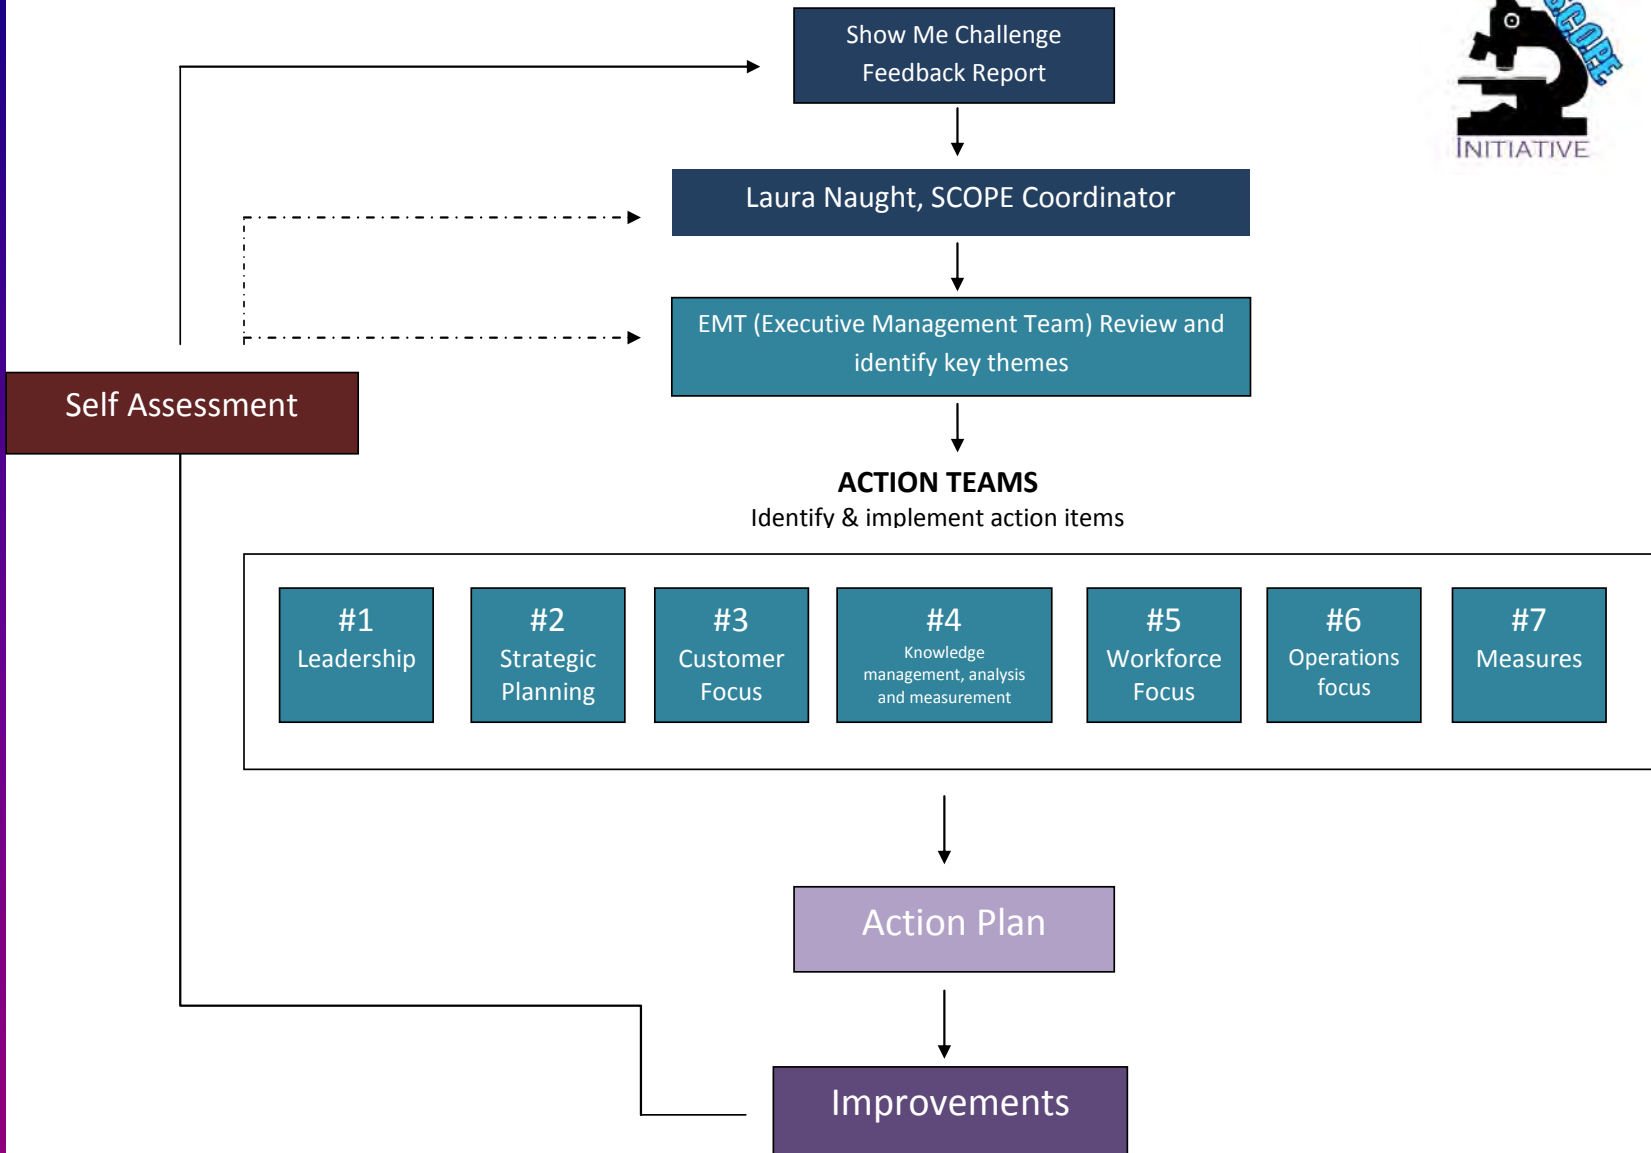 Show Me Challenge
Feedback Report
SCOPE
INITIATIVE
Laura Naught, SCOPE Coordinator
EMT (Executive Management Team) Review and
identify key themes
Self Assessment
ACTION TEAMS
Identify & implement action items
#1
Leadership
#2
Strategic
Planning
#3
Customer
Focus
#4
Knowledge
management, analysis
and measurement
#5
Workforce
Focus
#6
Operations
focus
#7
Measures
Action Plan
Improvements